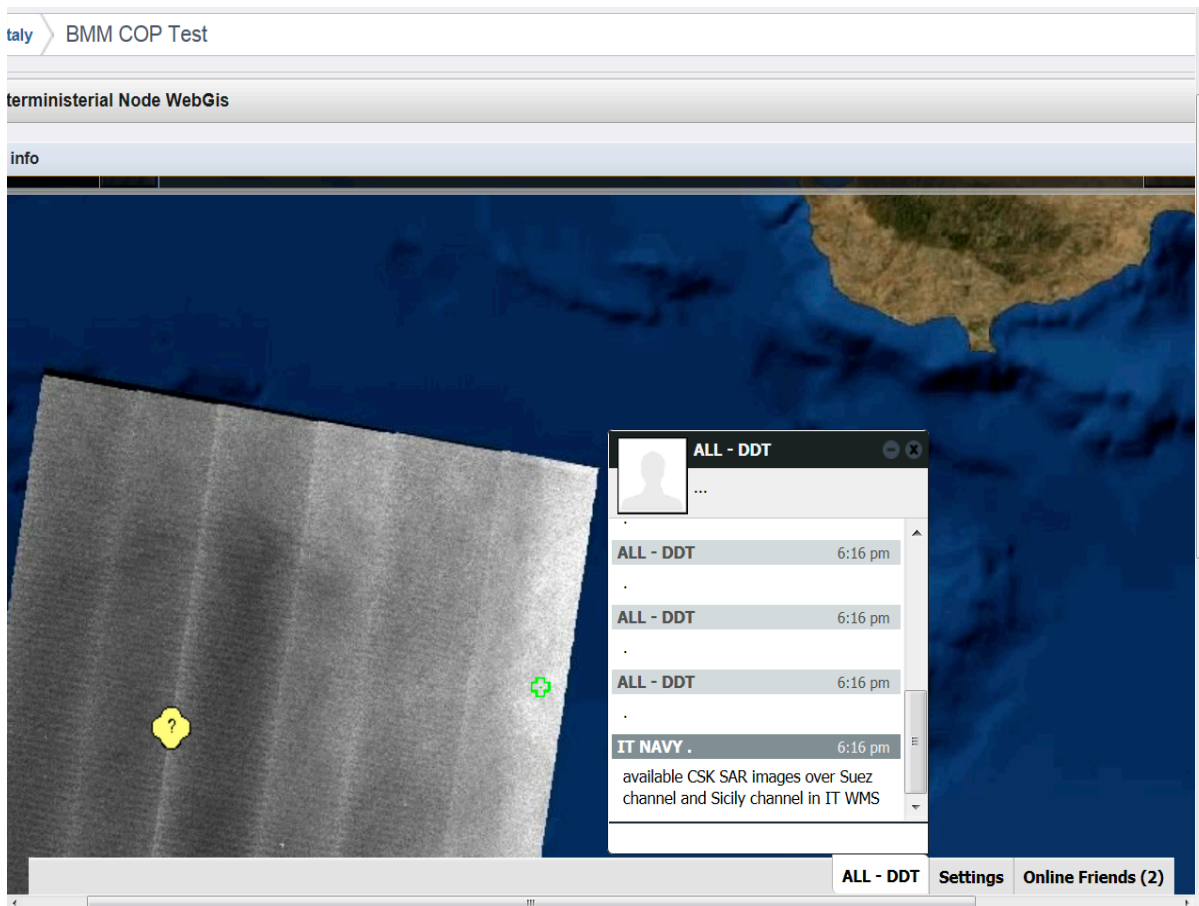 taly BMM COP Test
terministerial Node WebGis
info
ALL - DDT
...
.
ALL - DDT 6:16 pm
.
ALL - DDT 6:16 pm
.
ALL - DDT 6:16 pm
.
IT NAVY . 6:16 pm
available CSK SAR images over Suez
channel and Sicily channel in IT WMS
?
ALL - DDT Settings Online Friends (2)